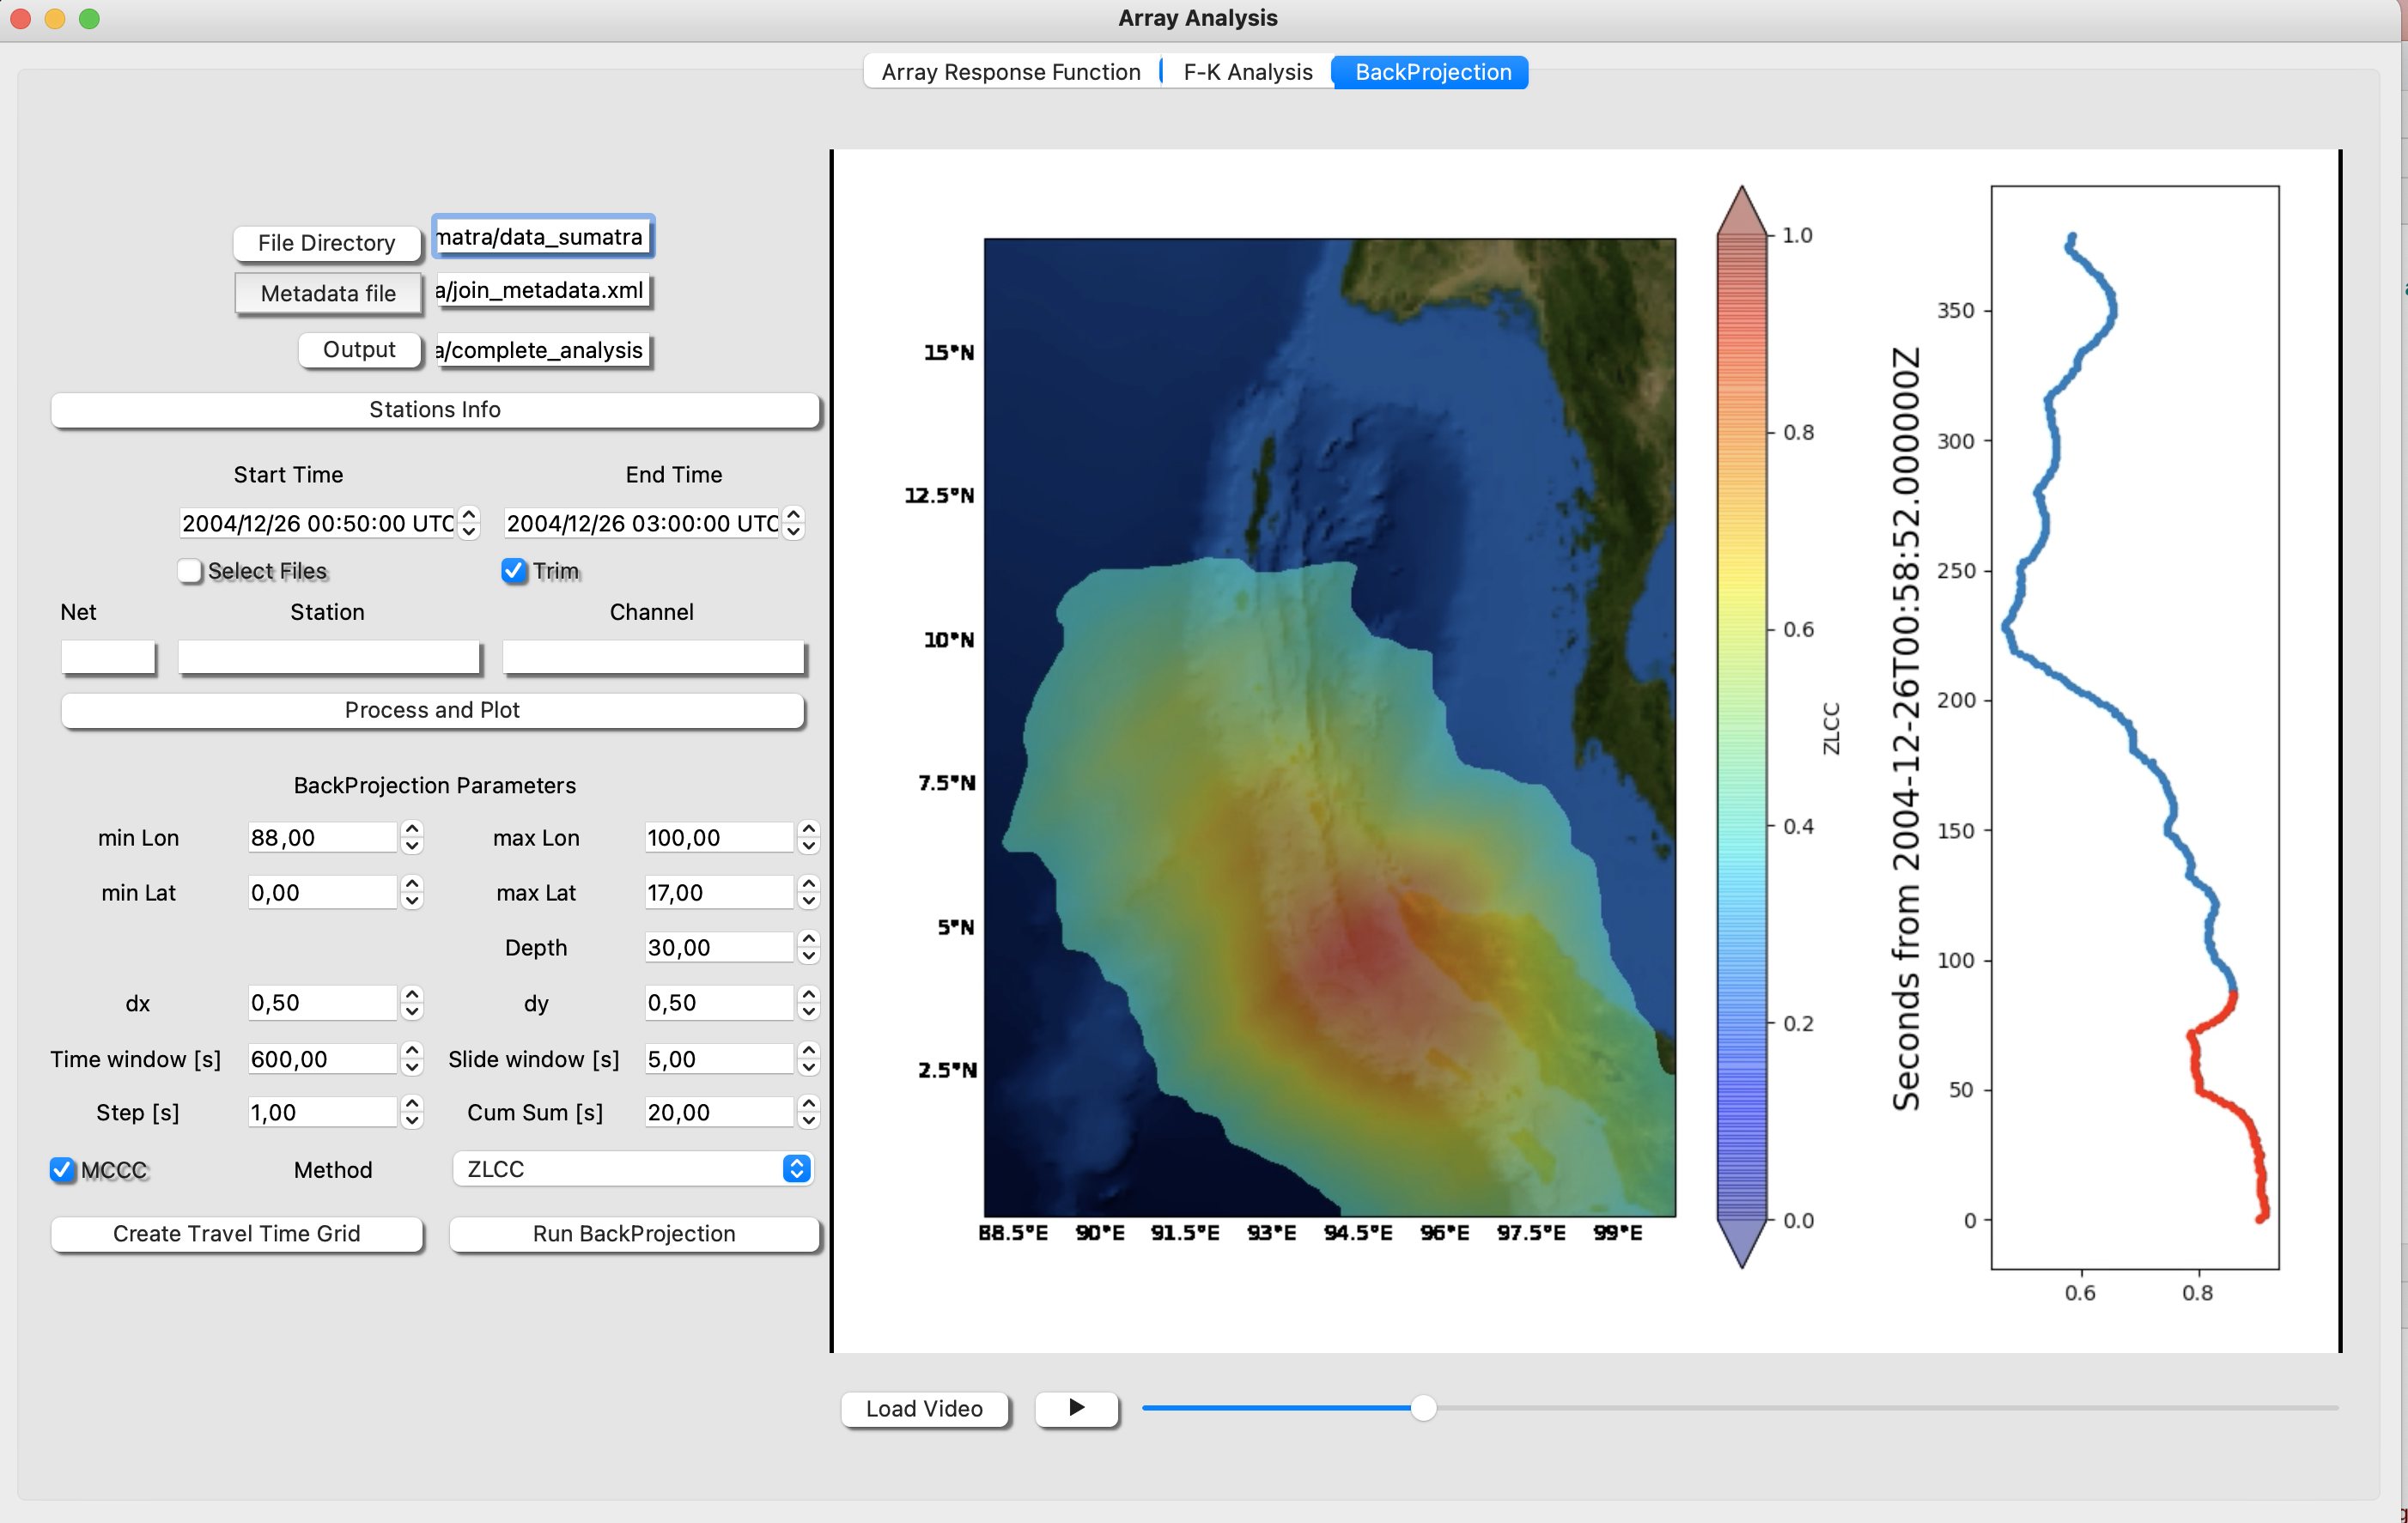 Array Analysis
Array Response Function F-K Analysis BackProjection
File Directory matra/data_sumatra
Metadata file a/join_metadata.xml
Output a/complete_analysis
Stations Info
Start Time End Time
2004/12/26 00:50:00 UTC 2004/12/26 03:00:00 UTC
Select Files Trim
Net Station Channel
Process and Plot
BackProjection Parameters
min Lon 88,00 max Lon 100,00
min Lat 0,00 max Lat 17,00
Depth 30,00
dx 0,50 dy 0,50
Time window [s] 600,00 Slide window [s] 5,00
Step [s] 1,00 Cum Sum [s] 20,00
MCCC Method ZLCC
Create Travel Time Grid Run BackProjection
15°N
12.5°N
10°N
7.5°N
5°N
2.5°N
88.5°E 90°E 91.5°E 93°E 94.5°E 96°E 97.5°E 99°E
1.0
0.8
0.6
0.4
0.2
0.0
ZLCC
Seconds from 2004-12-26T00:58:52.000000Z
350
300
250
200
150
100
50
0
0.6 0.8
Load Video